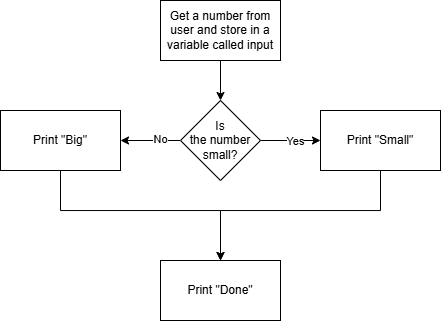 Get a number from
user and store in a
variable called input
Is
the number
small?
No
Yes
Print "Big"
Print "Small"
Print "Done"